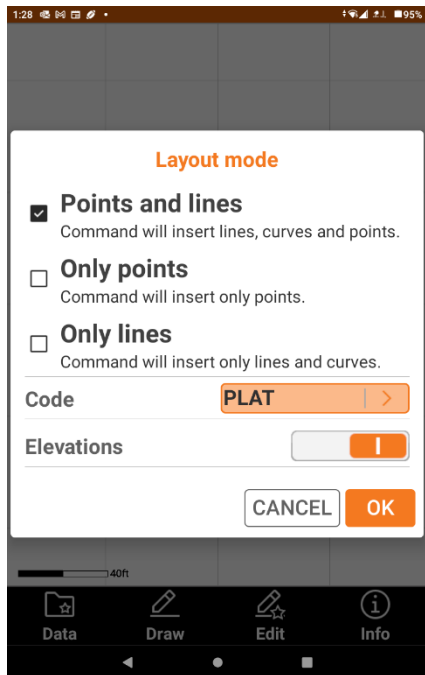 1:28
95%
Layout mode
Points and lines
Command will insert lines, curves and points.
Only points
Command will insert only points.
Only lines
Command will insert only lines and curves.
Code PLAT
Elevations
CANCEL OK
40ft
Data Draw Edit Info